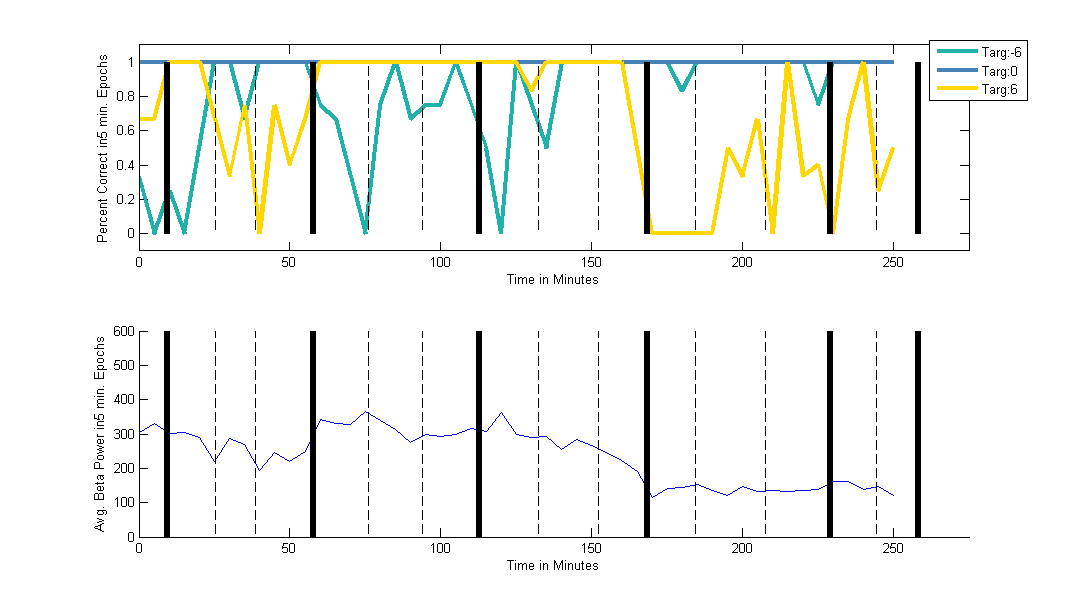 Percent Correct in5 min. Epochs
1
0.8
0.6
0.4
0.2
0
0 50 100 150 200 250
Time in Minutes
Targ:-6
Targ:0
Targ:6
Avg. Beta Power in5 min. Epochs
600
500
400
300
200
100
0
0 50 100 150 200 250
Time in Minutes